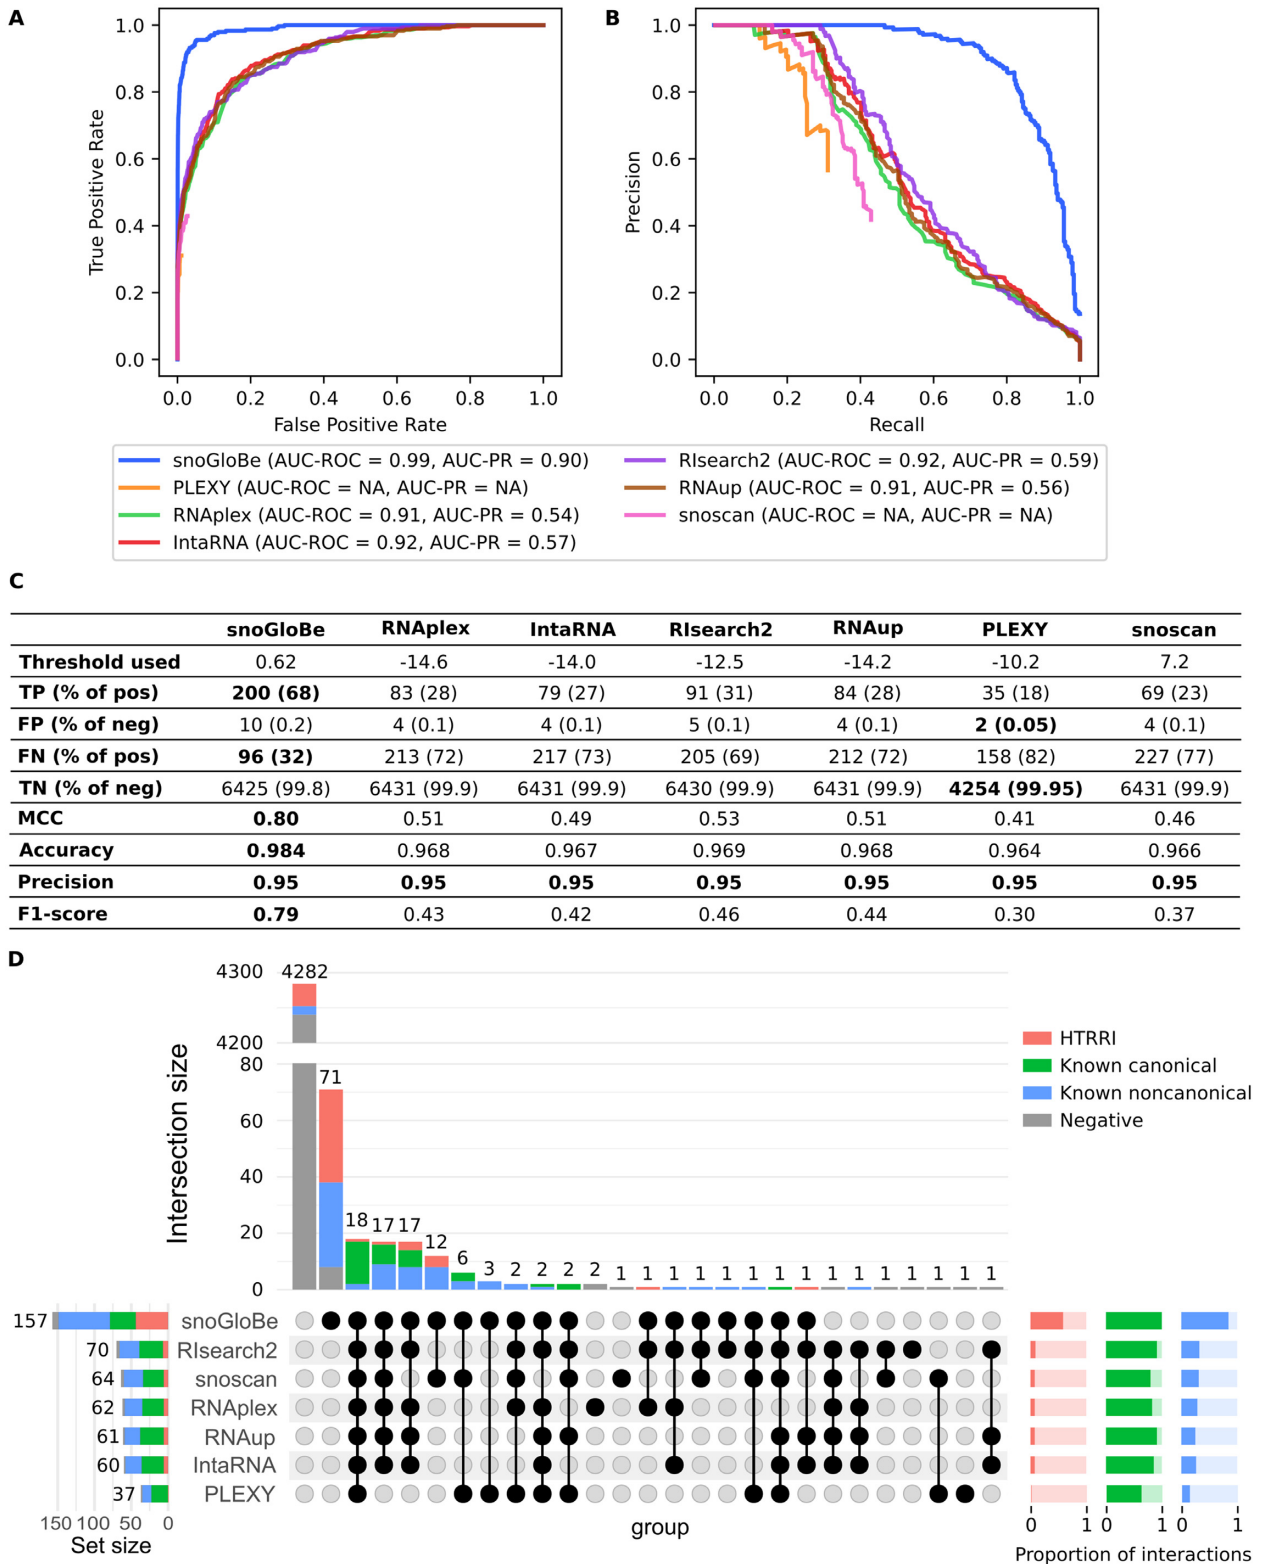 A
B
1.0
0.8
0.6
0.4
0.2
0.0
True Positive Rate
0.0 0.2 0.4 0.6 0.8 1.0
False Positive Rate
1.0
0.8
0.6
0.4
0.2
0.0
Precision
0.0 0.2 0.4 0.6 0.8 1.0
Recall
snoGloBe (AUC-ROC = 0.99, AUC-PR = 0.90)
PLEXY (AUC-ROC = NA, AUC-PR = NA)
RNAplex (AUC-ROC = 0.91, AUC-PR = 0.54)
IntaRNA (AUC-ROC = 0.92, AUC-PR = 0.57)
RIsearch2 (AUC-ROC = 0.92, AUC-PR = 0.59)
RNAup (AUC-ROC = 0.91, AUC-PR = 0.56)
snoscan (AUC-ROC = NA, AUC-PR = NA)
C
snoGloBe RNAplex IntaRNA RIsearch2 RNAup PLEXY snoscan
Threshold used 0.62 -14.6 -14.0 -12.5 -14.2 -10.2 7.2
TP (% of pos) 200 (68) 83 (28) 79 (27) 91 (31) 84 (28) 35 (18) 69 (23)
FP (% of neg) 10 (0.2) 4 (0.1) 4 (0.1) 5 (0.1) 4 (0.1) 2 (0.05) 4 (0.1)
FN (% of pos) 96 (32) 213 (72) 217 (73) 205 (69) 212 (72) 158 (82) 227 (77)
TN (% of neg) 6425 (99.8) 6431 (99.9) 6431 (99.9) 6430 (99.9) 6431 (99.9) 4254 (99.95) 6431 (99.9)
MCC 0.80 0.51 0.49 0.53 0.51 0.41 0.46
Accuracy 0.984 0.968 0.967 0.969 0.968 0.964 0.966
Precision 0.95 0.95 0.95 0.95 0.95 0.95 0.95
F1-score 0.79 0.43 0.42 0.46 0.44 0.30 0.37
D
Intersection size
4300
4200
80
60
40
20
0
4282
71
18 17 17 12 6 3 2 2 2 2 1 1 1 1 1 1 1 1 1 1 1 1 1 1 1
HTRRI
Known canonical
Known noncanonical
Negative
157 snoGloBe
70 RIsearch2
64 snoscan
62 RNAplex
61 RNAup
60 IntaRNA
37 PLEXY
150 100 50 0
Set size
group
0 1 0 1 0 1
Proportion of interactions